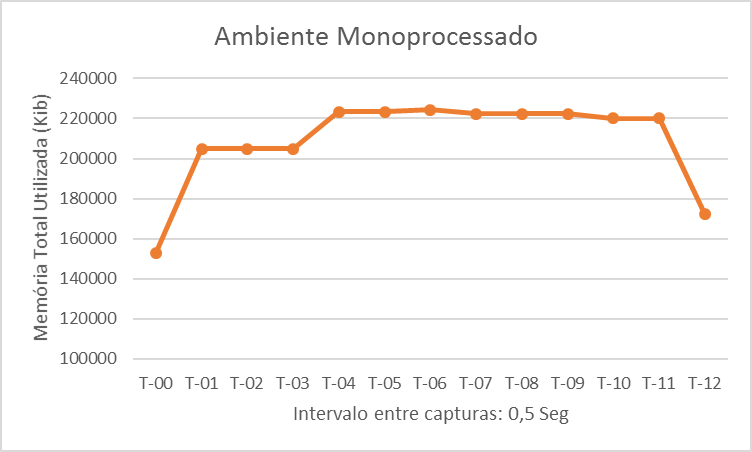 Ambiente Monoprocessado
Memória Total Utilizada (Kib)
240000
220000
200000
180000
160000
140000
120000
100000
T-00 T-01 T-02 T-03 T-04 T-05 T-06 T-07 T-08 T-09 T-10 T-11 T-12
Intervalo entre capturas: 0,5 Seg